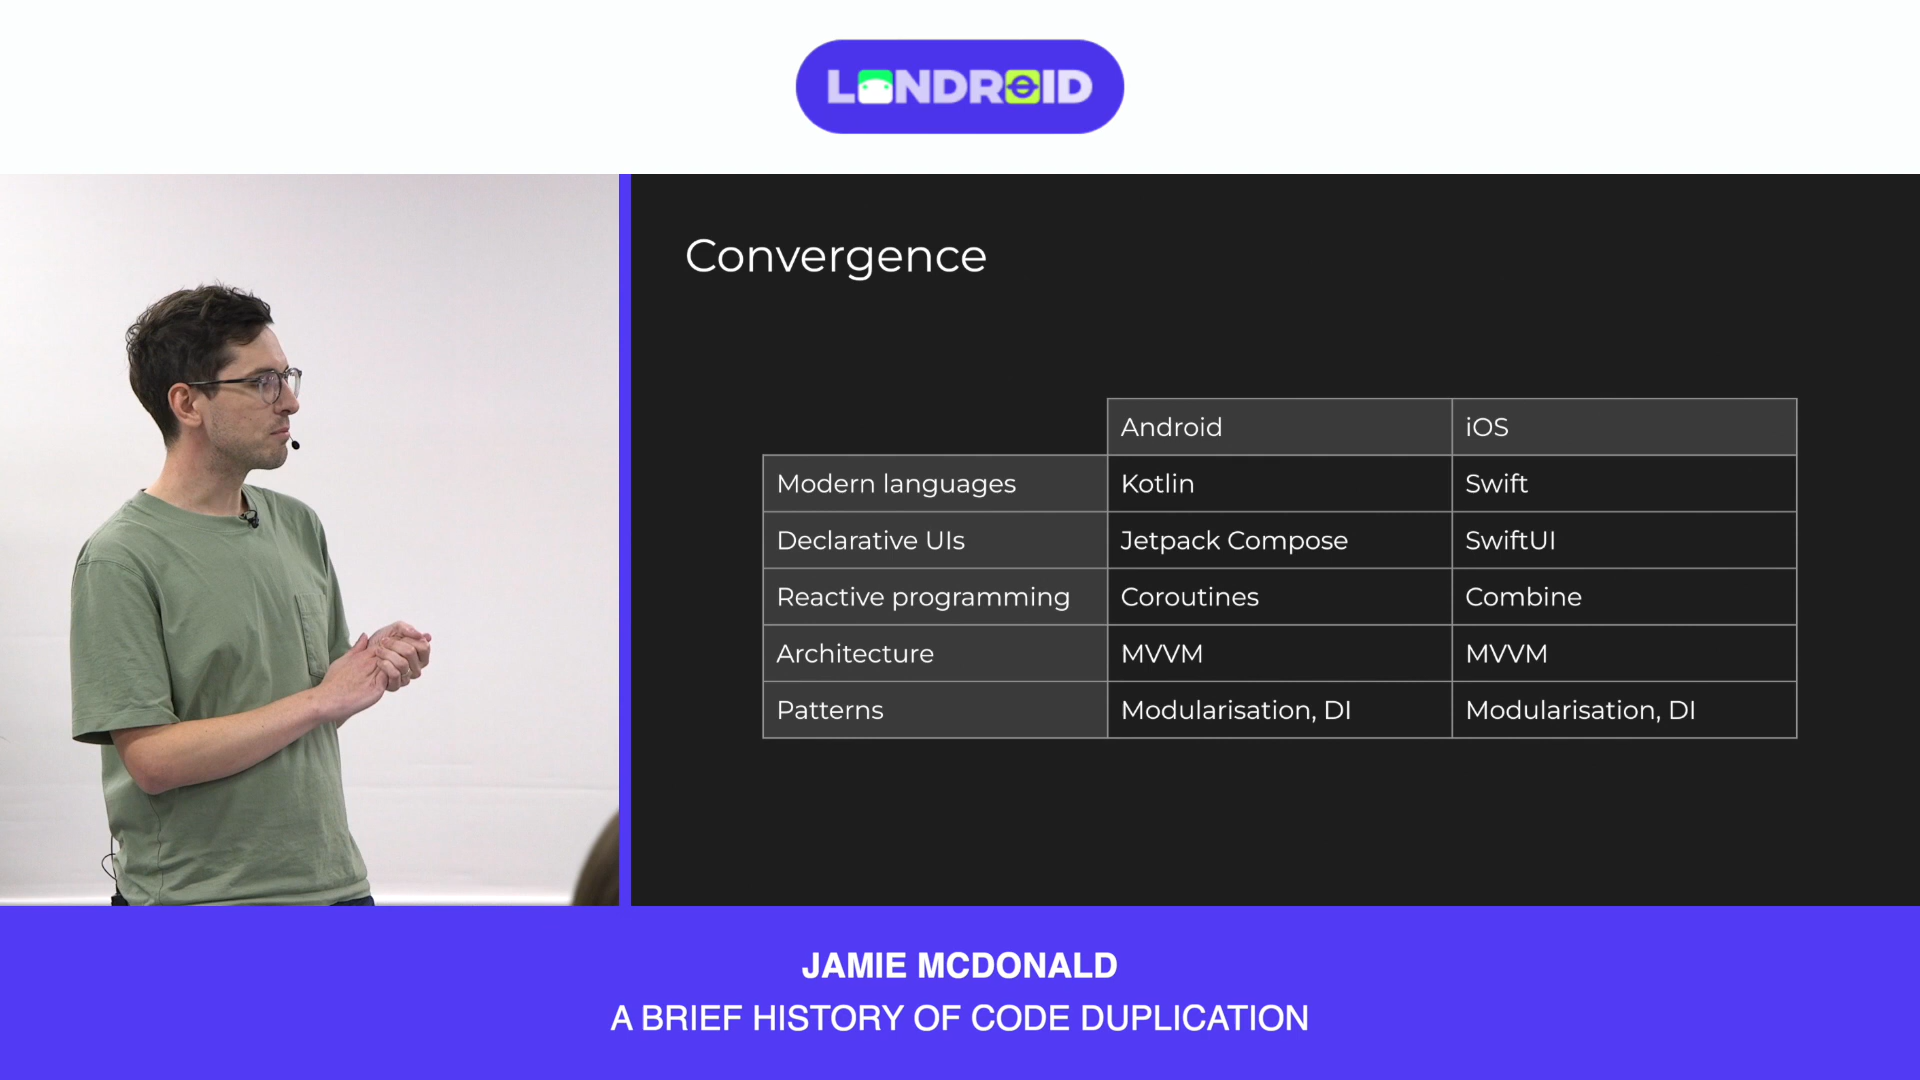 LONDROID
Convergence
Android iOS
Modern languages Kotlin Swift
Declarative UIs Jetpack Compose SwiftUI
Reactive programming Coroutines Combine
Architecture MVVM MVVM
Patterns Modularisation, DI Modularisation, DI
JAMIE MCDONALD
A BRIEF HISTORY OF CODE DUPLICATION